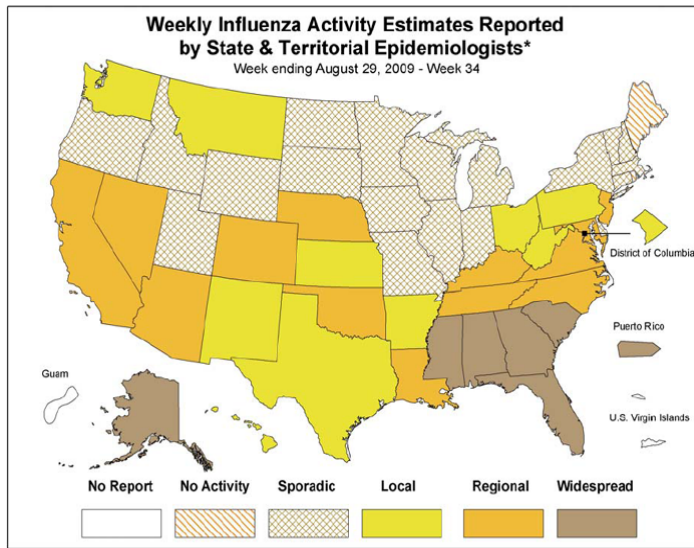 Weekly Influenza Activity Estimates Reported
by State & Territorial Epidemiologists*
Week ending August 29, 2009 - Week 34
District of Columbia
Puerto Rico
Guam
U.S. Virgin Islands
No Report
No Activity
Sporadic
Local
Regional
Widespread